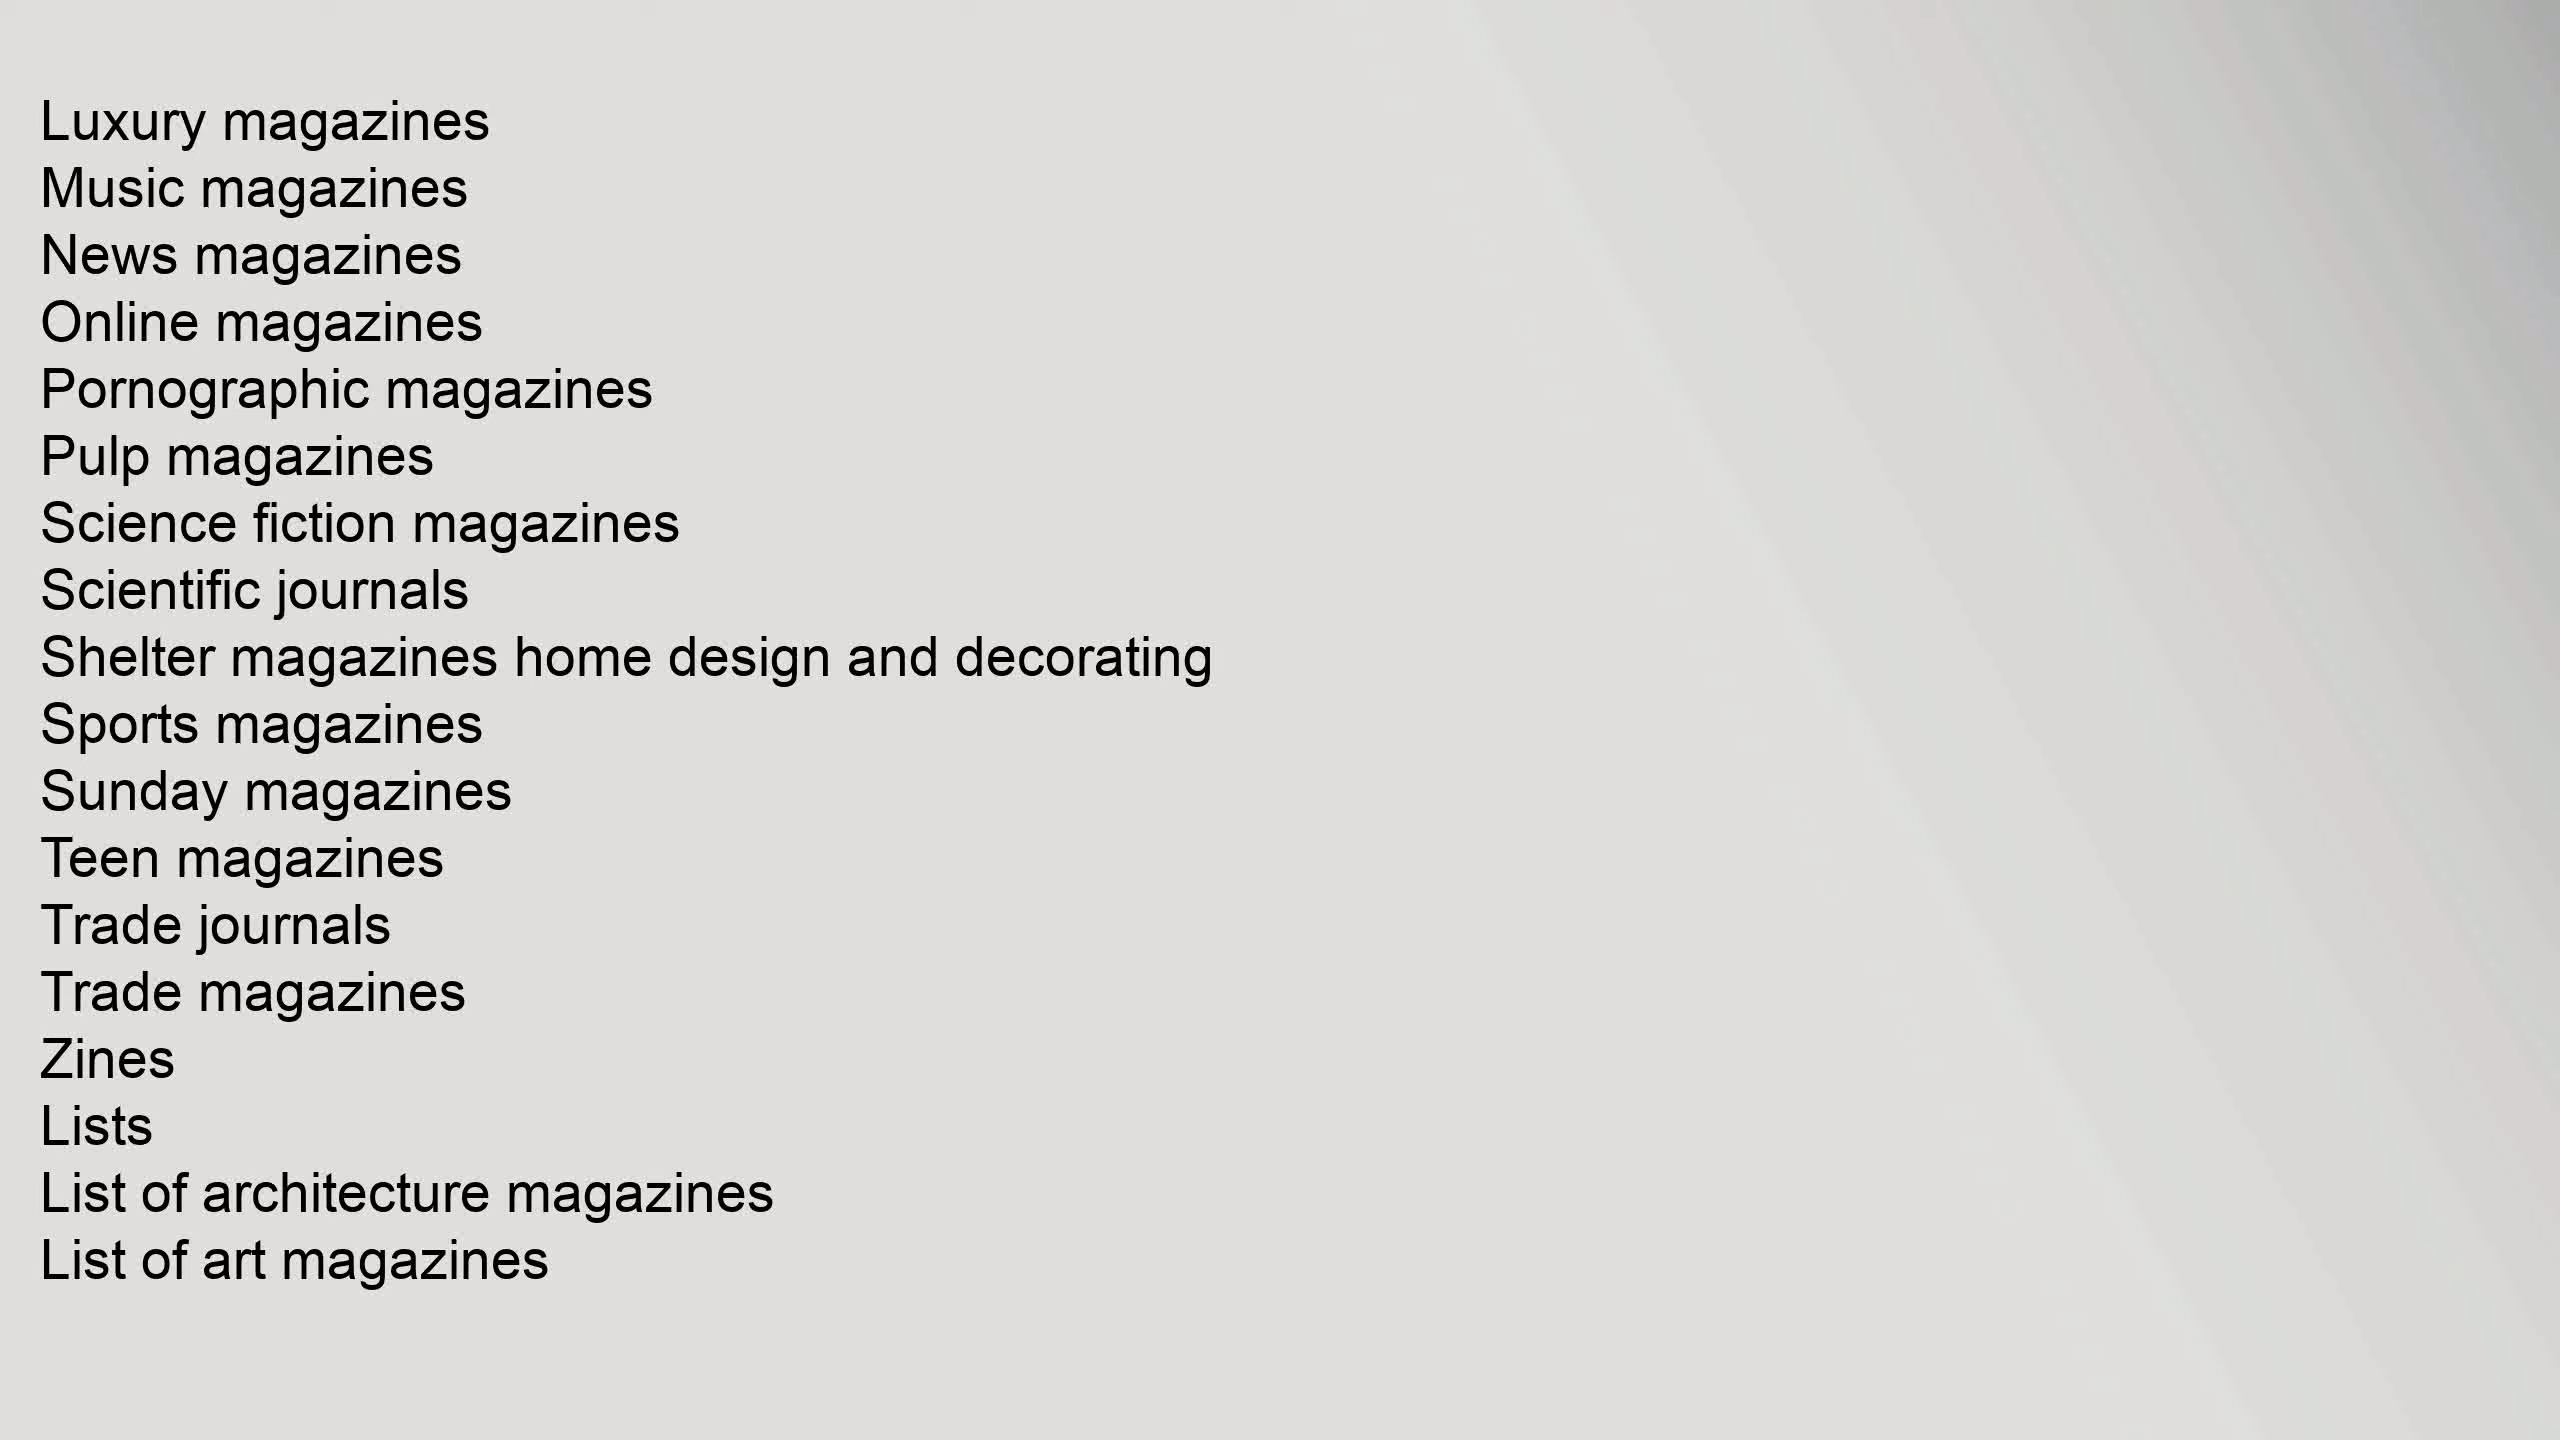 Luxury magazines
Music magazines
News magazines
Online magazines
Pornographic magazines
Pulp magazines
Science fiction magazines
Scientific journals
Shelter magazines home design and decorating
Sports magazines
Sunday magazines
Teen magazines
Trade journals
Trade magazines
Zines
Lists
List of architecture magazines
List of art magazines